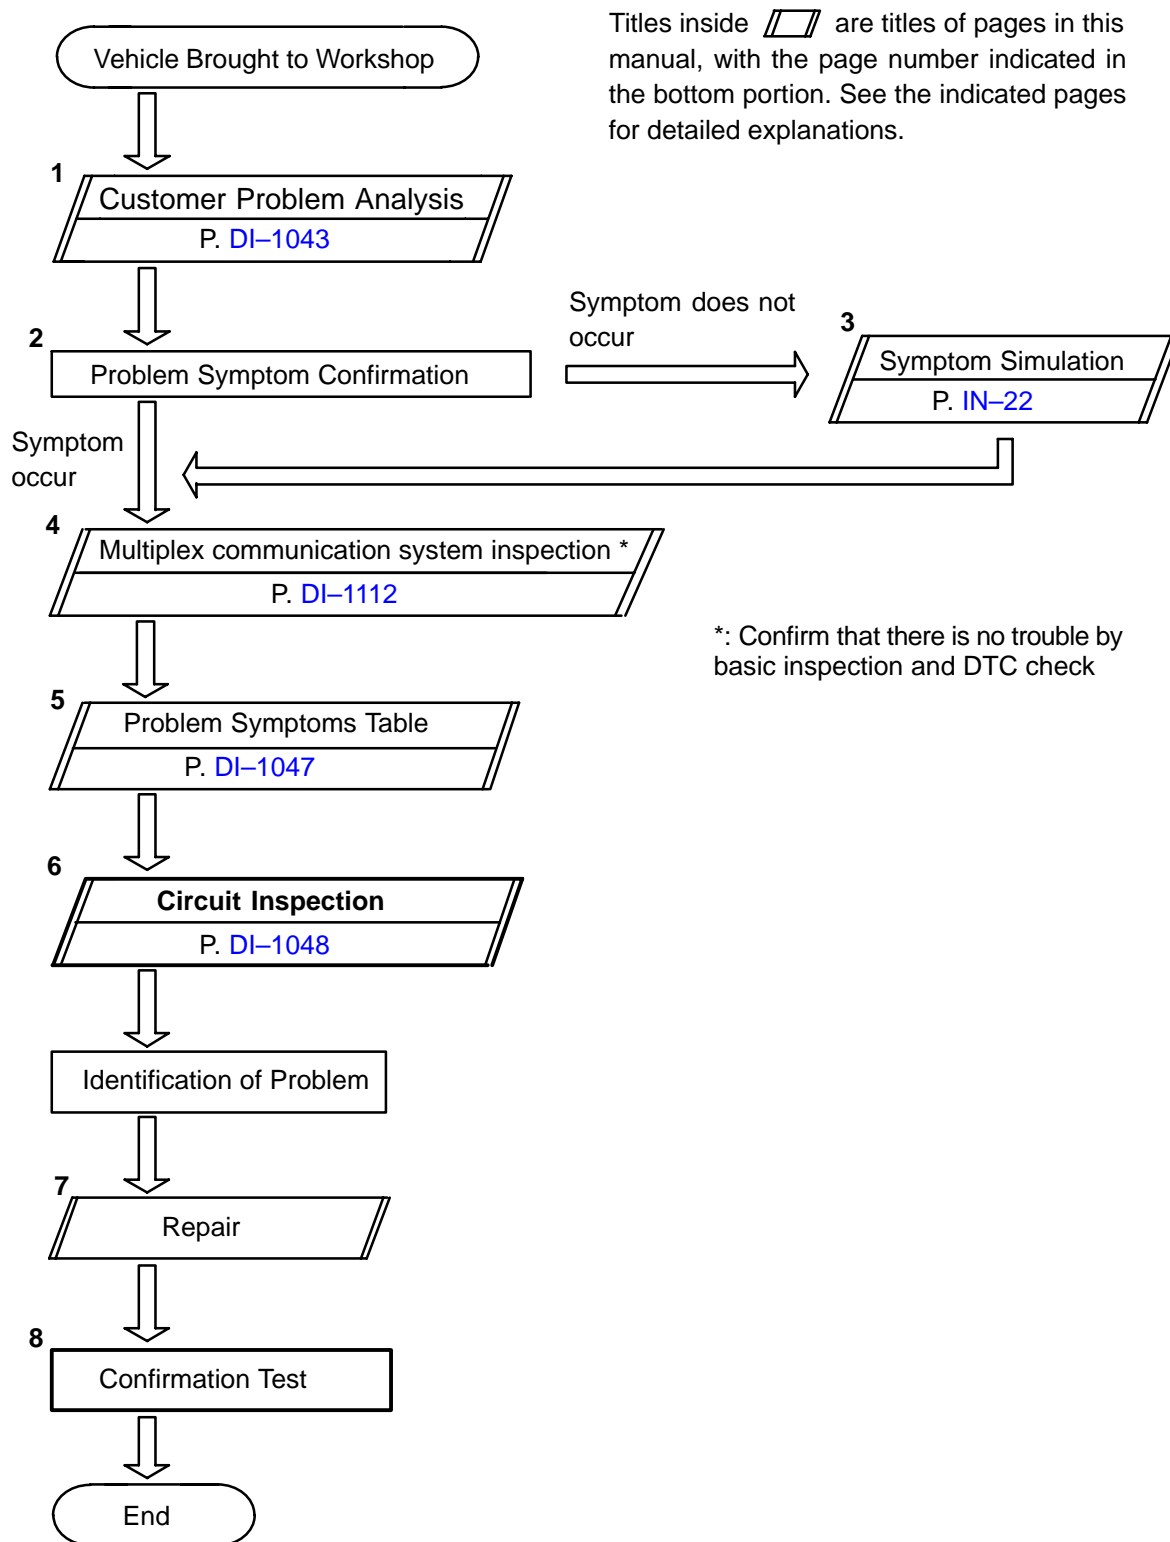 Vehicle Brought to Workshop
Titles inside are titles of pages in this
manual, with the page number indicated in
the bottom portion. See the indicated pages
for detailed explanations.
1
Customer Problem Analysis
P. DI–1043
2
Problem Symptom Confirmation
Symptom does not
occur
3
Symptom Simulation
P. IN–22
Symptom
occur
4
Multiplex communication system inspection *
P. DI–1112
*: Confirm that there is no trouble by
basic inspection and DTC check
5
Problem Symptoms Table
P. DI–1047
6
Circuit Inspection
P. DI–1048
Identification of Problem
7
Repair
8
Confirmation Test
End